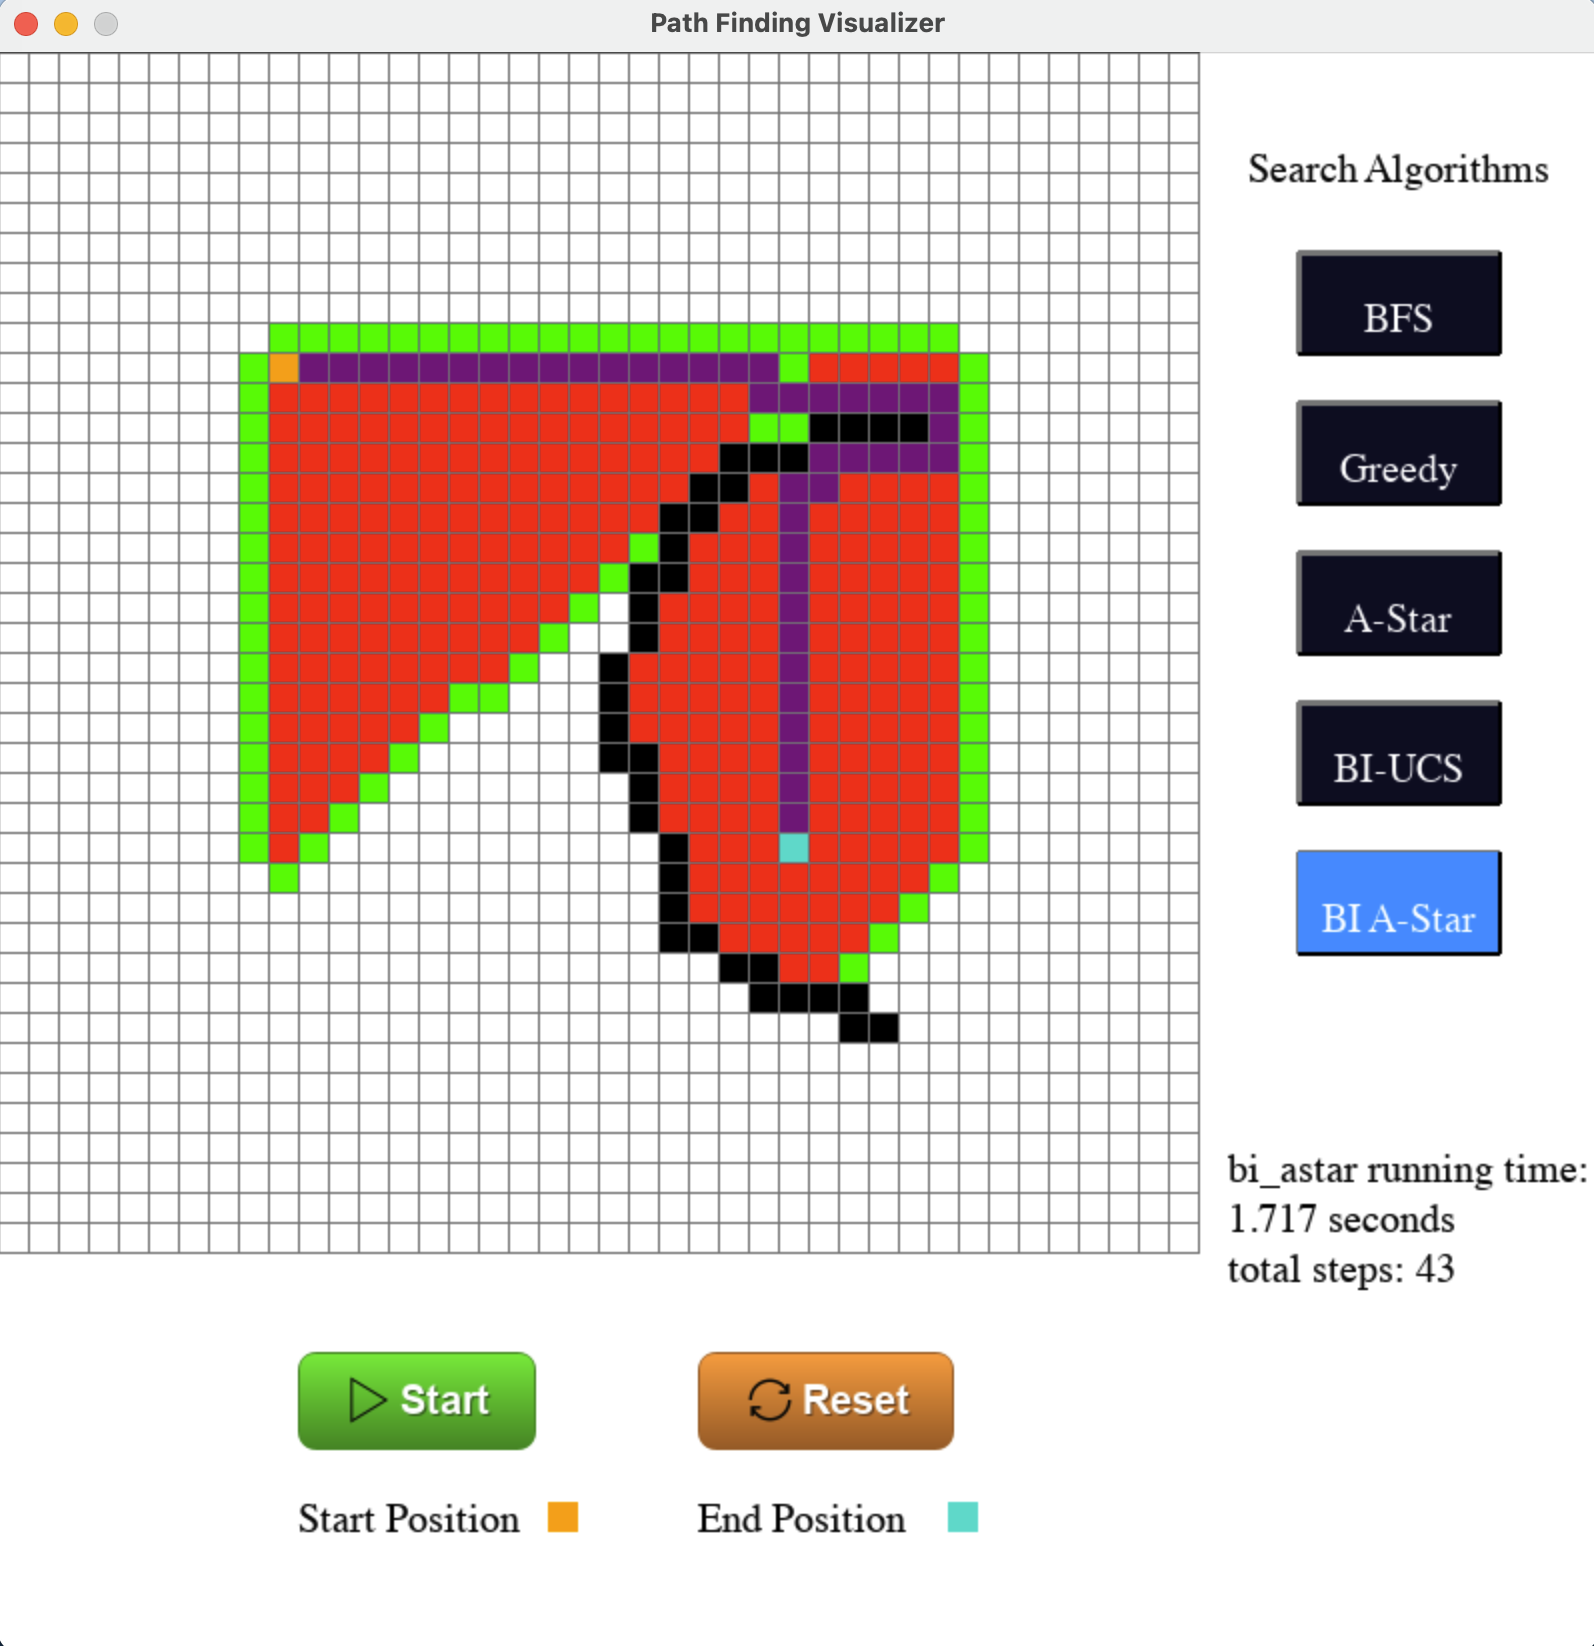 Path Finding Visualizer
Search Algorithms
BFS
Greedy
A-Star
BI-UCS
BI A-Star
bi_astar running time:
1.717 seconds
total steps: 43
Start
Reset
Start Position
End Position